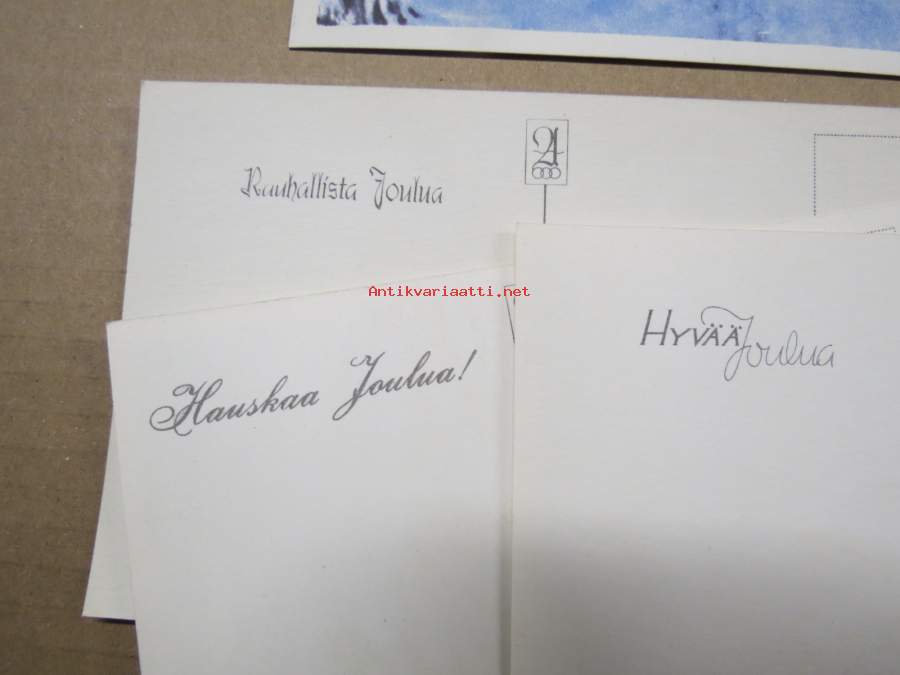 A
Rauhallista Joulua
Antikvariaatti.net
Hyvää Joulua
Hauskaa Joulua!